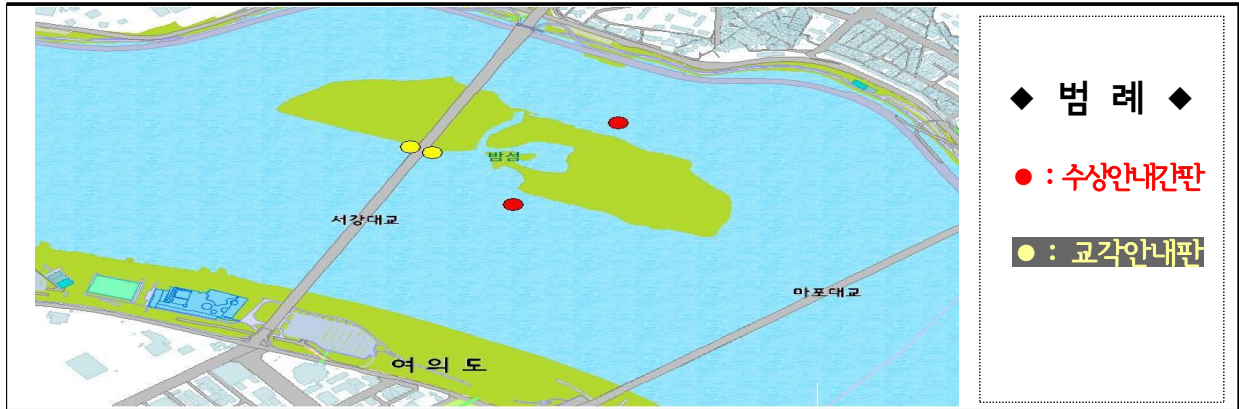 밤섬
서강대교
마포대교
여 의 도
◆ 범 례 ◆
● : 수상안내간판
● : 교각안내판